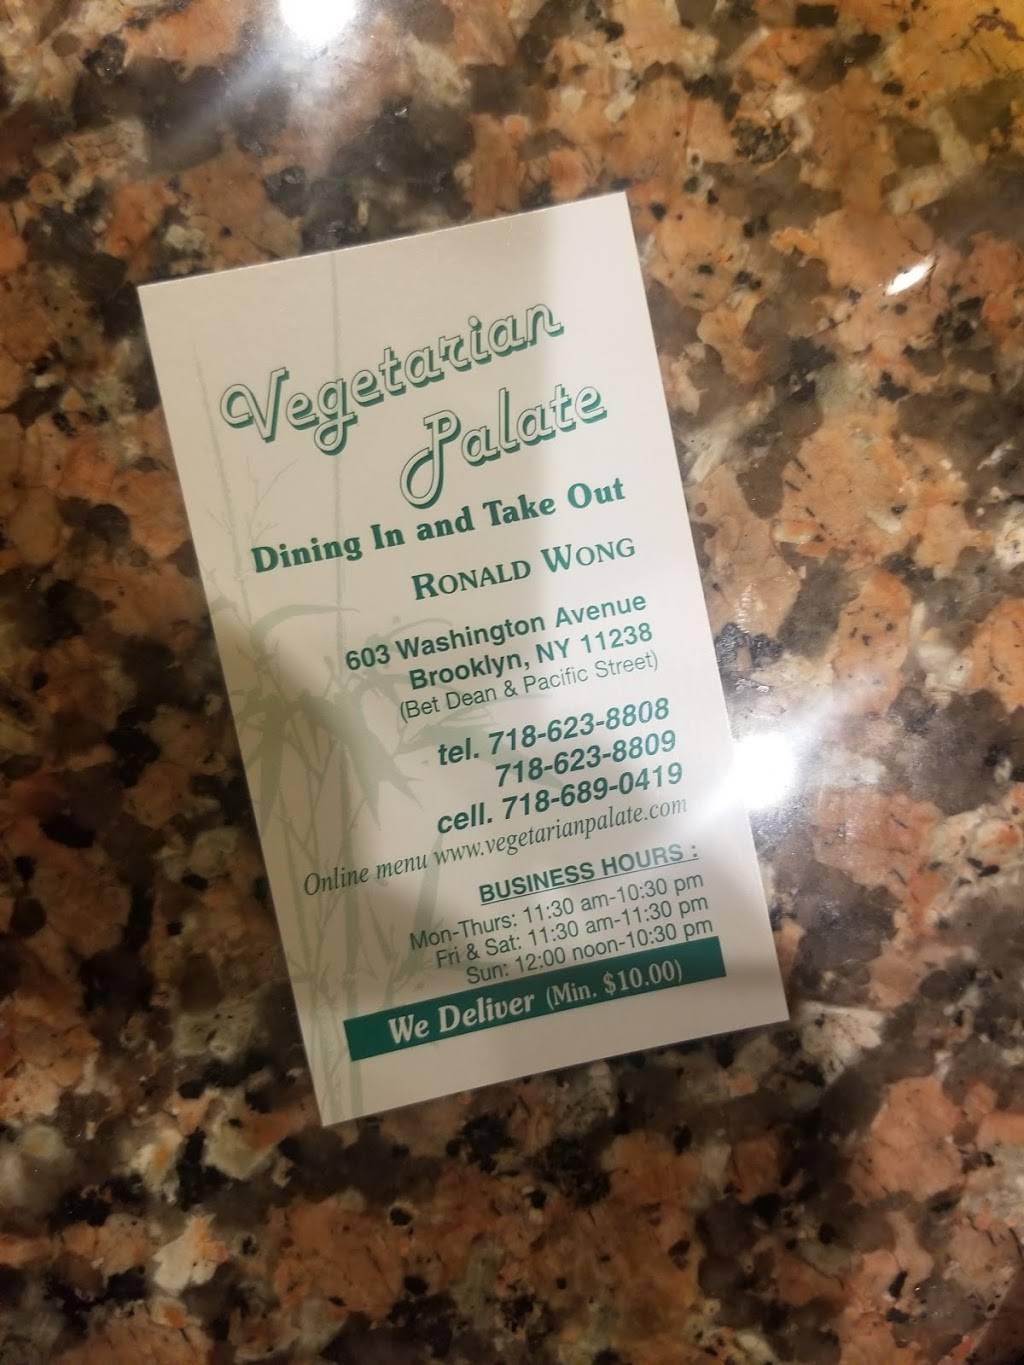 Vegetarian
Palate
Dining In and Take Out
RONALD WONG
603 Washington Avenue
Brooklyn, NY 11238
(Bet Dean & Pacific Street)
tel. 718-623-8808
718-623-8809
cell. 718-689-0419
Online menu www.vegetarianpalate.com
BUSINESS HOURS :
Mon-Thurs: 11:30 am-10:30 pm
Fri & Sat: 11:30 am-11:30 pm
Sun: 12:00 noon-10:30 pm
We Deliver (Min. $10.00)